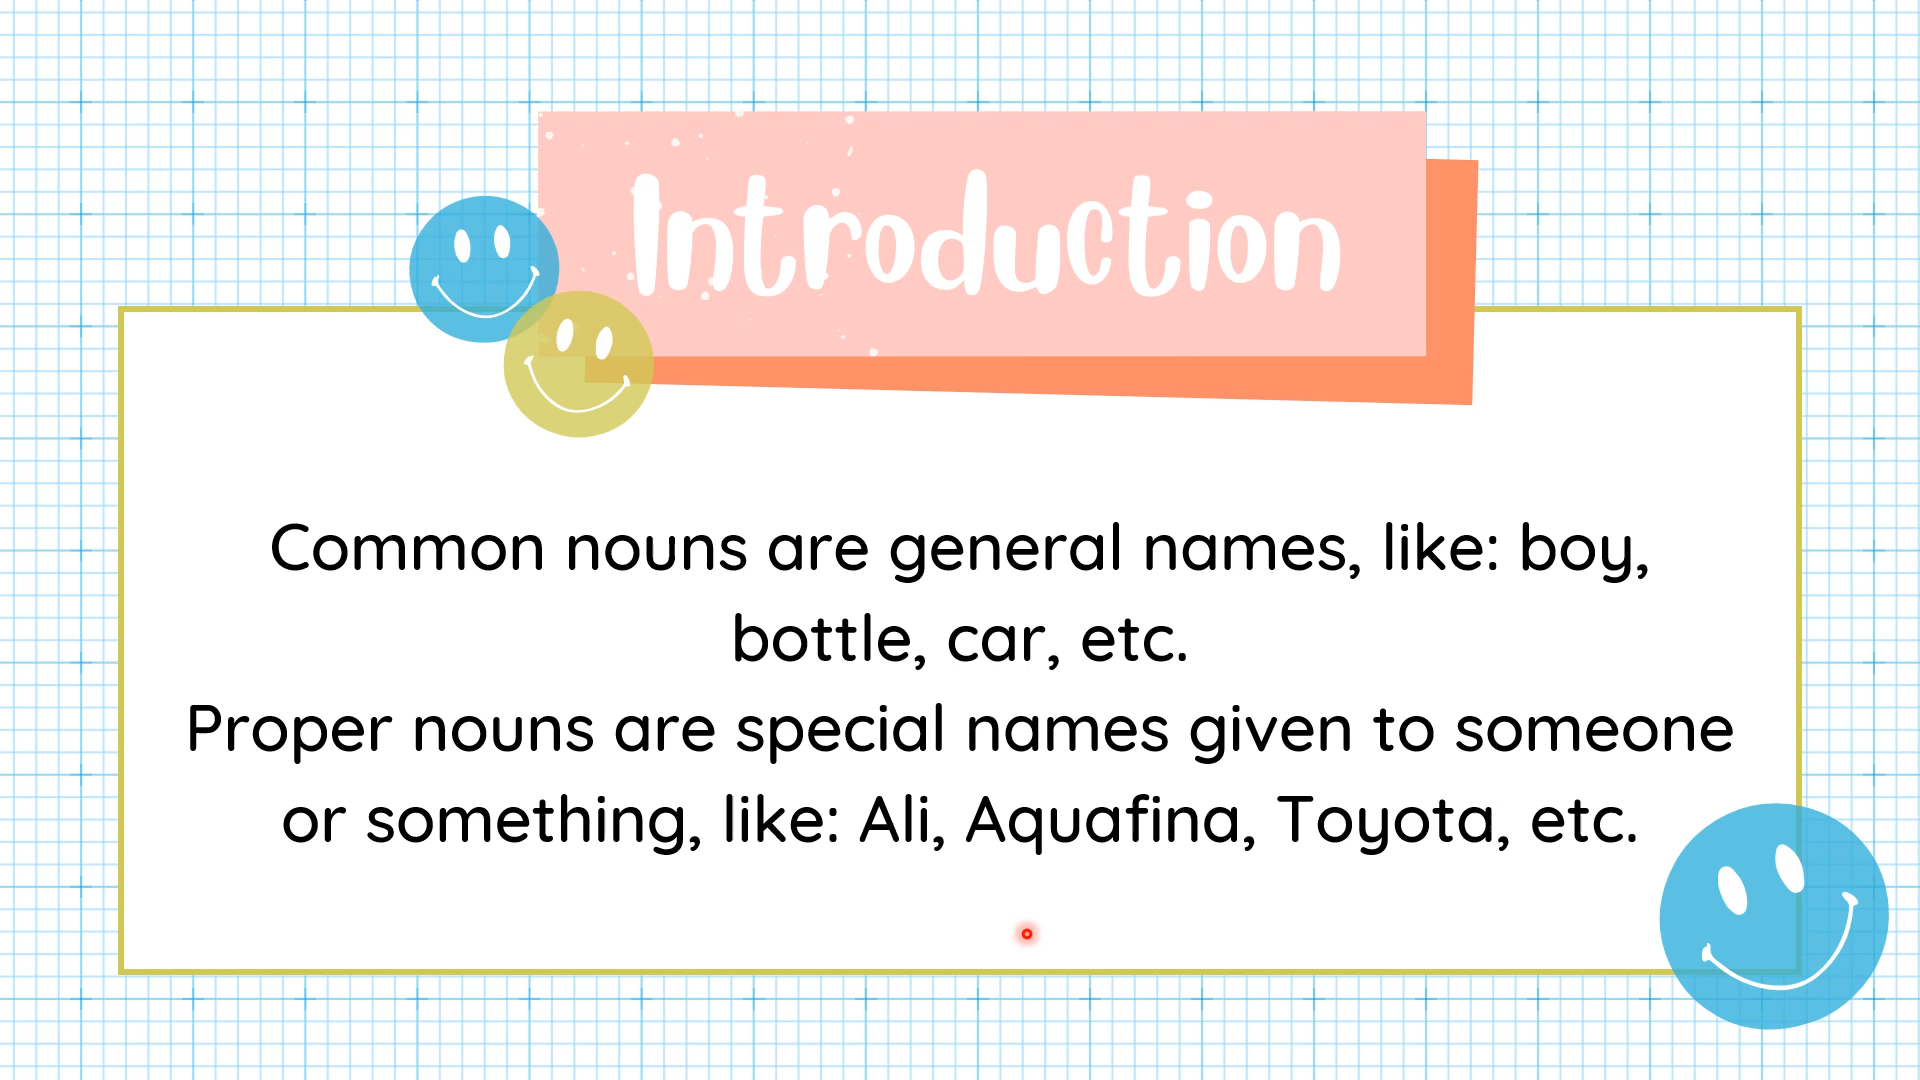 Introduction
Common nouns are general names, like: boy,
bottle, car, etc.
Proper nouns are special names given to someone
or something, like: Ali, Aquafina, Toyota, etc.